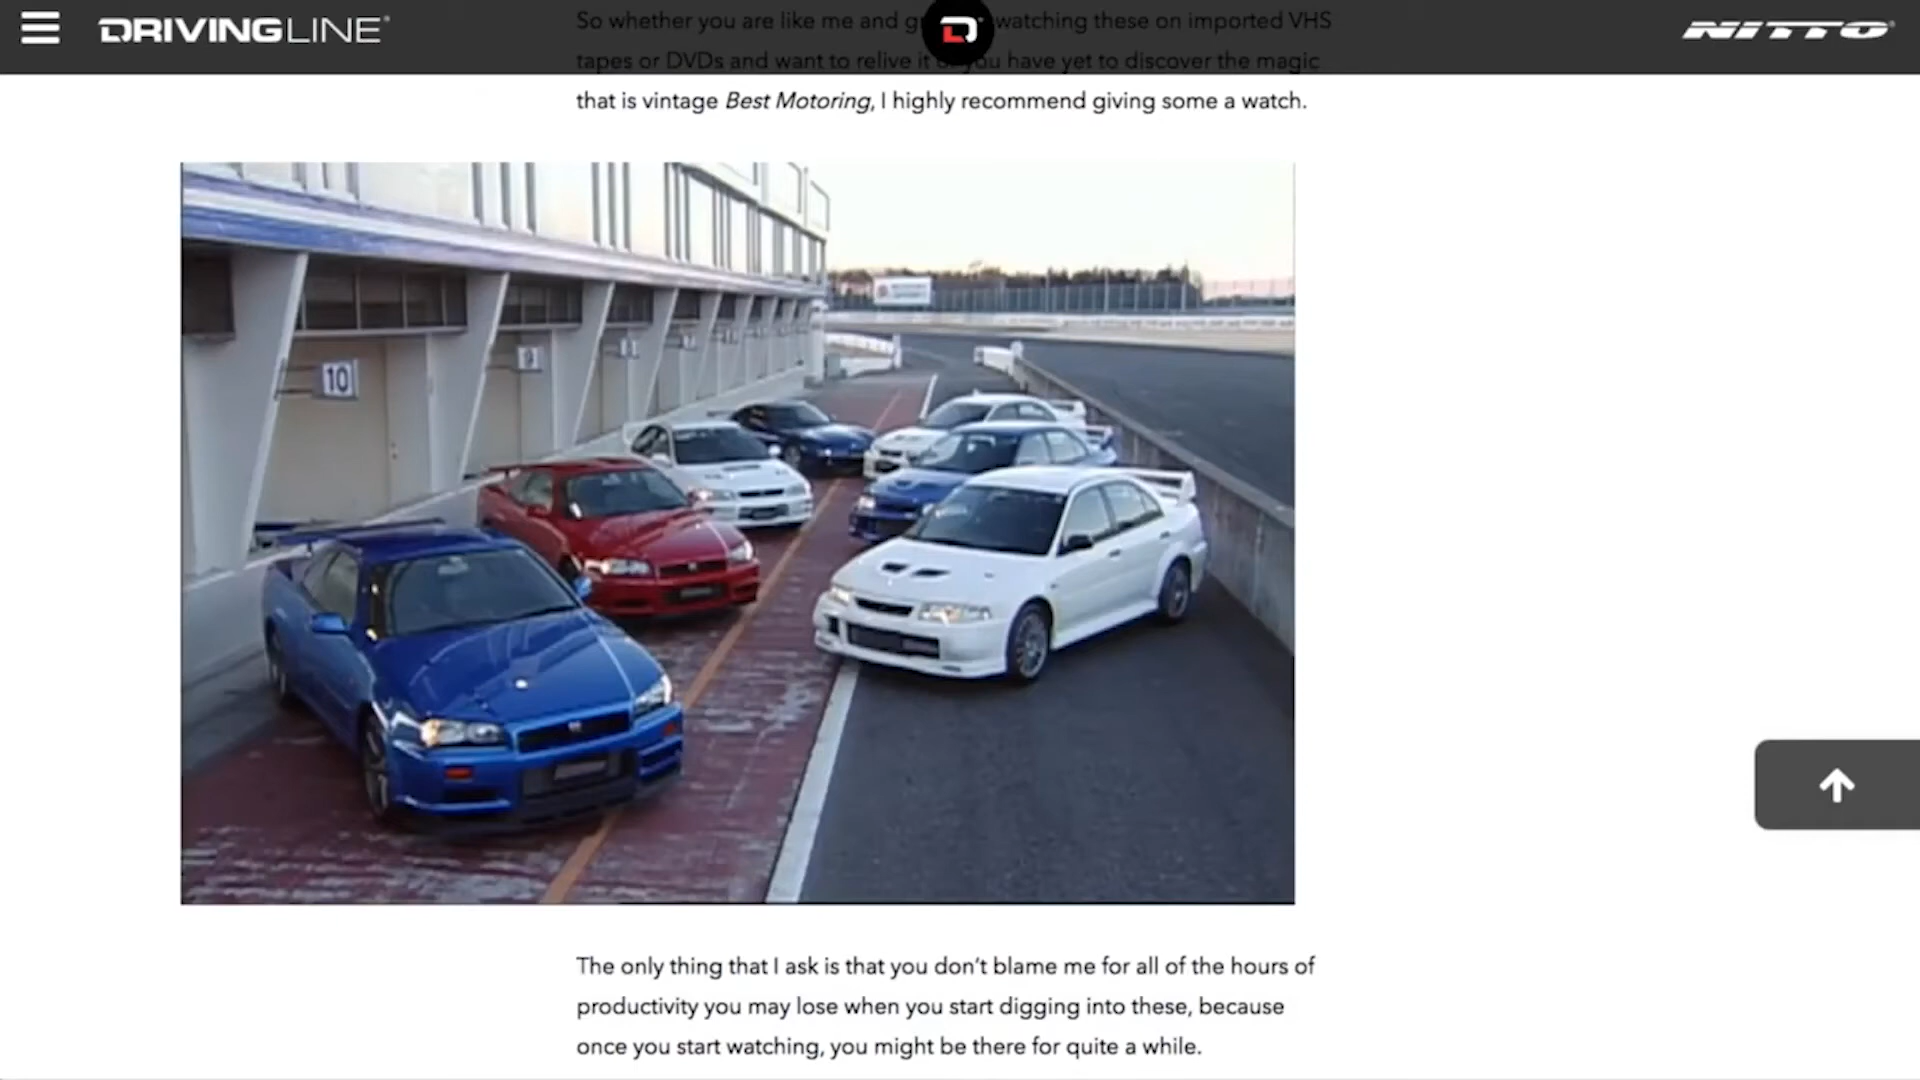 DRIVINGLINE
NITTO
So whether you are like me and g watching these on imported VHS
tapes or DVDs and want to relive it you have yet to discover the magic
that is vintage Best Motoring, I highly recommend giving some a watch.
10
9
The only thing that I ask is that you don't blame me for all of the hours of
productivity you may lose when you start digging into these, because
once you start watching, you might be there for quite a while.